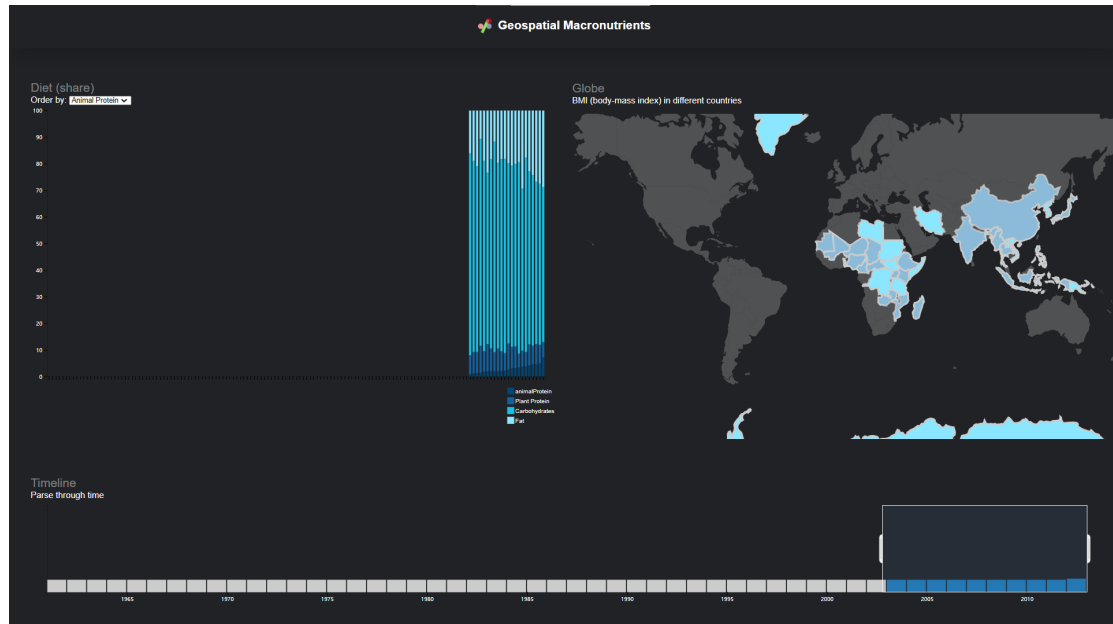 Geospatial Macronutrients
Diet (share)
Order by: Animal Protein
100
90
80
70
60
50
40
30
20
10
0
animalProtein
Plant Protein
Carbohydrates
Fat
Globe
BMI (body-mass index) in different countries
Timeline
Parse through time
1965 1970 1975 1980 1985 1990 1995 2000 2005 2010